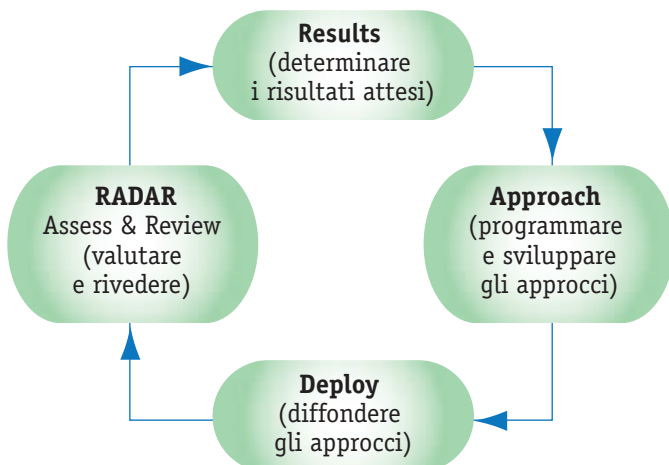 Results
(determinare
i risultati attesi)
Approach
(programmare
e sviluppare
gli approcci)
Deploy
(diffondere
gli approcci)
RADAR
Assess & Review
(valutare
e rivedere)